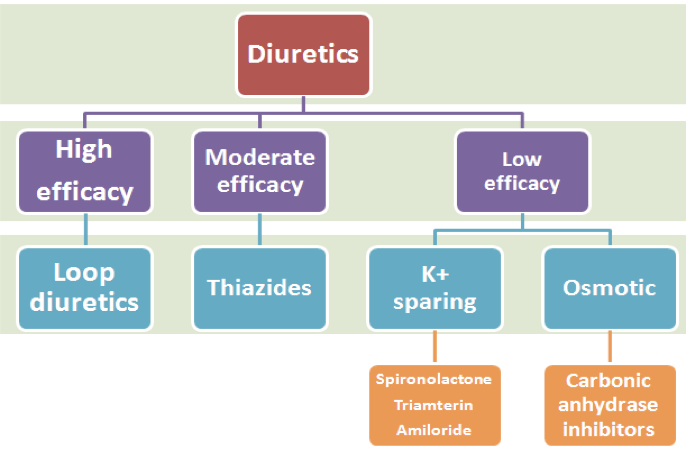 Diuretics
High
efficacy
Moderate
efficacy
Low
efficacy
Loop
diuretics
Thiazides
K+
sparing
Osmotic
Spironolactone
Triamterin
Amiloride
Carbonic
anhydrase
inhibitors